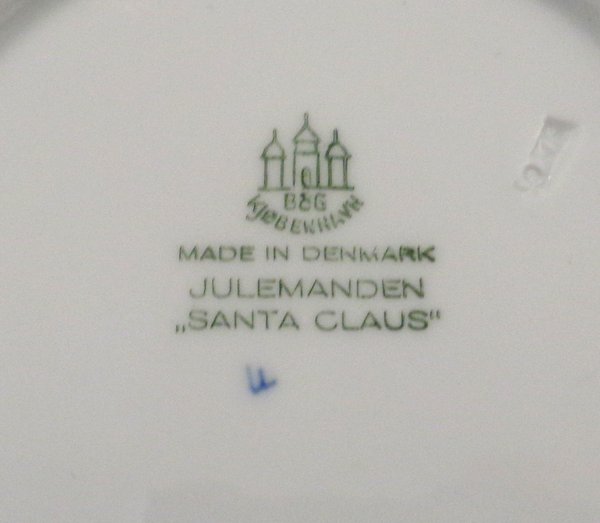 B&G
KJØBENHAVN
MADE IN DENMARK
JULEMANDEN
„SANTA CLAUS“